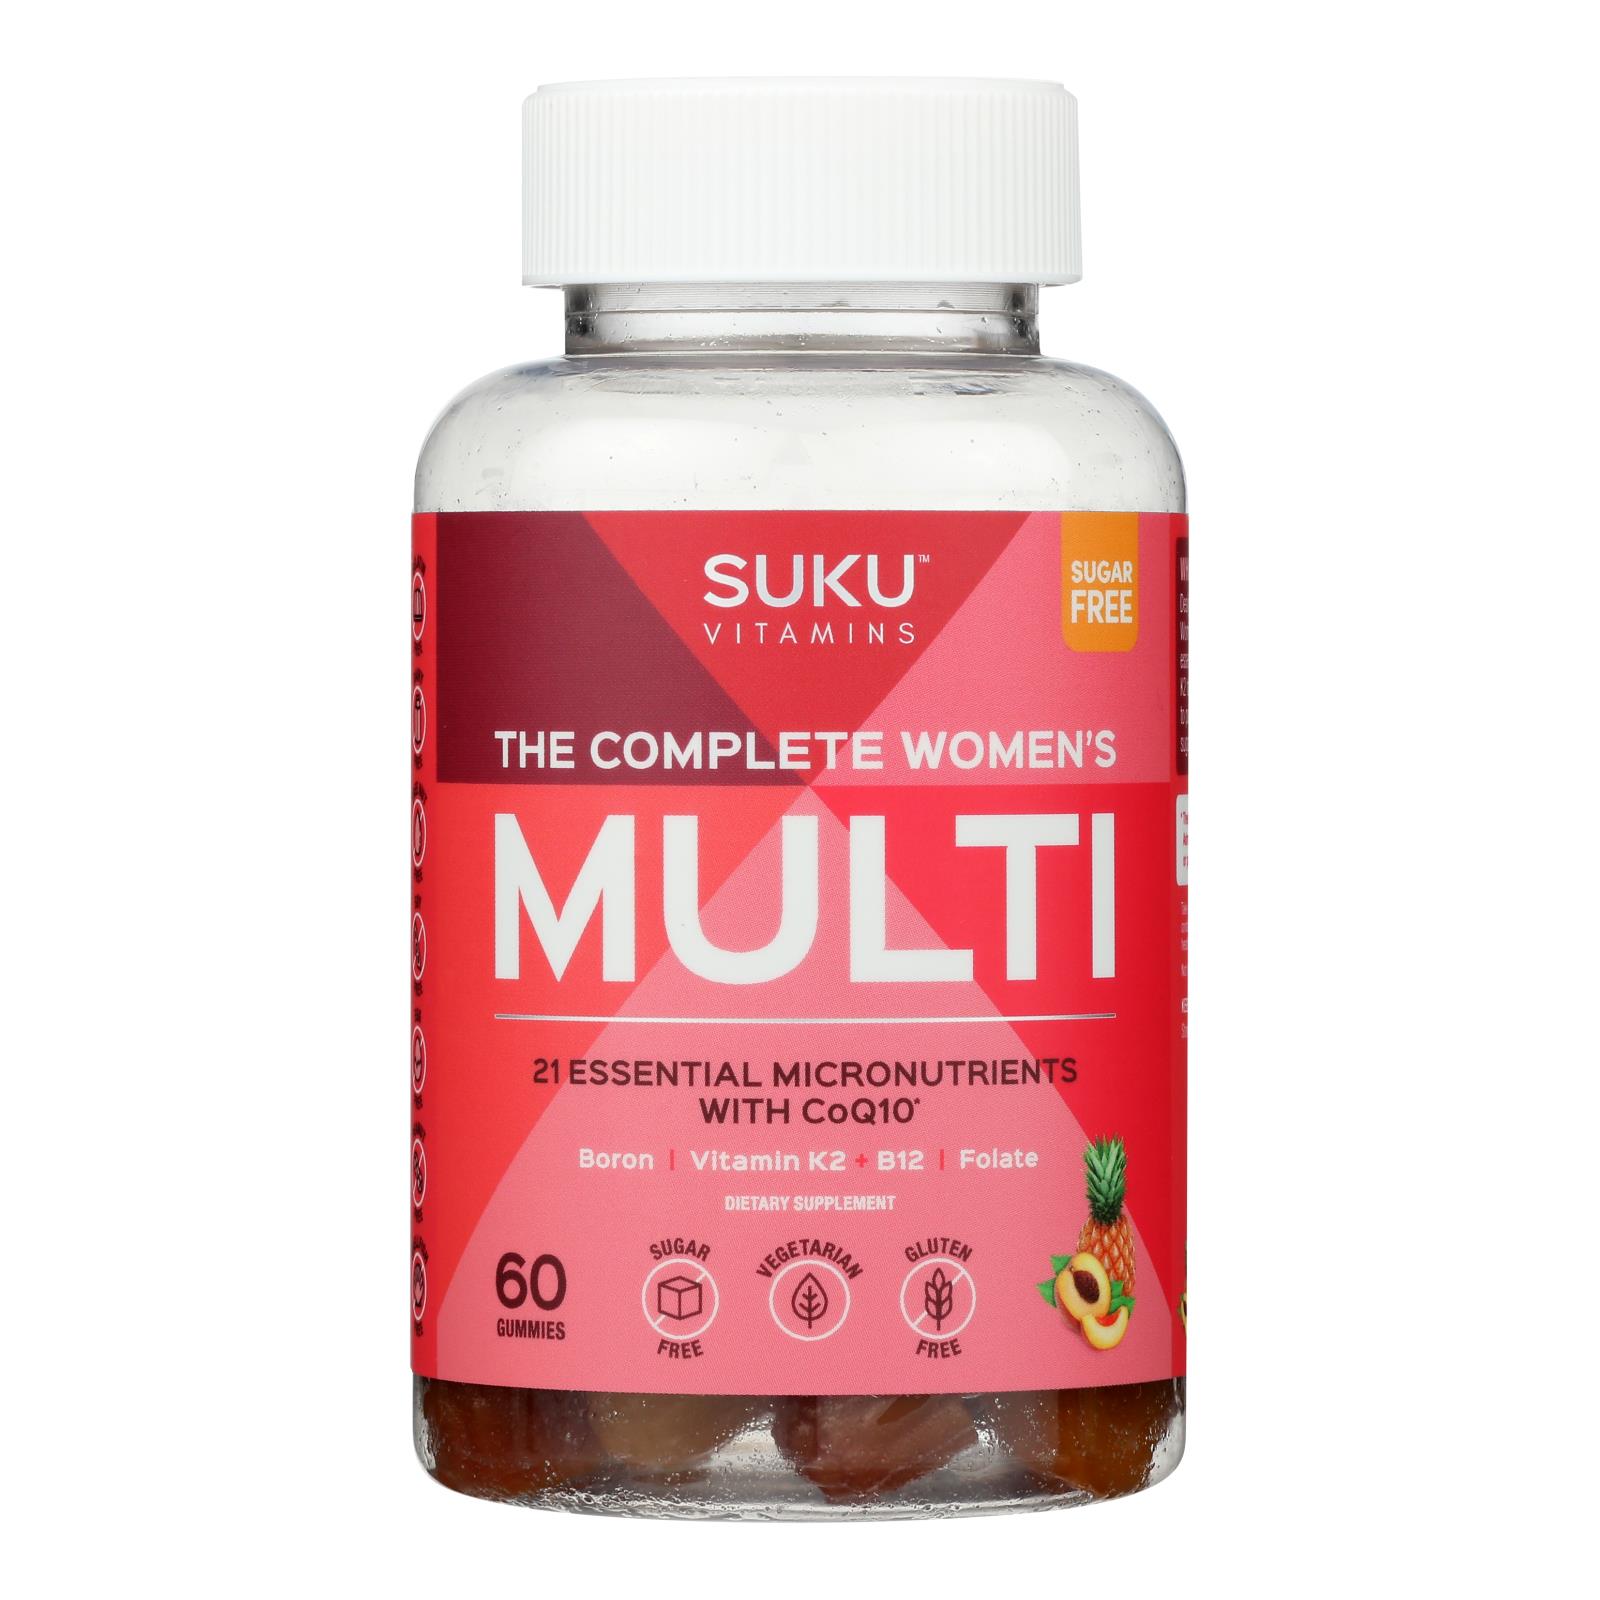 SUKU™
VITAMINS
SUGAR
FREE
THE COMPLETE WOMEN'S
MULTI
21 ESSENTIAL MICRONUTRIENTS
WITH CoQ10*
Boron | Vitamin K2 + B12 | Folate
DIETARY SUPPLEMENT
60
GUMMIES
SUGAR
FREE
VEGETARIAN
GLUTEN
FREE